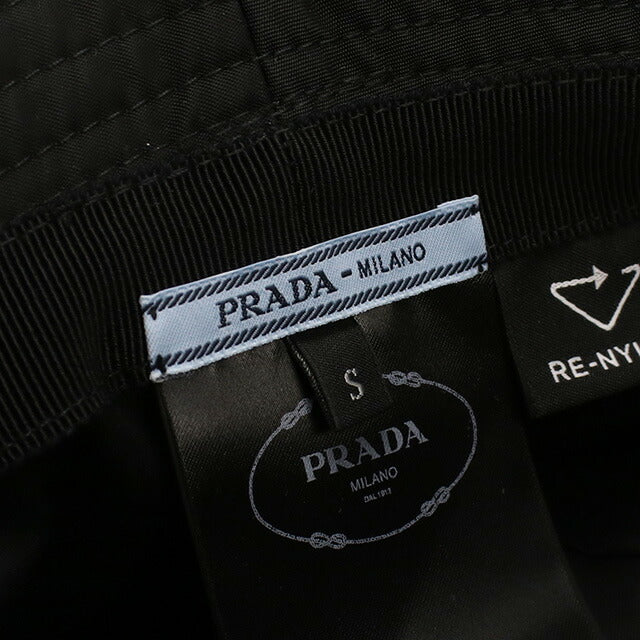 PRADA - MILANO
S
PRADA
MILANO
DAL 1913
RE-NYL